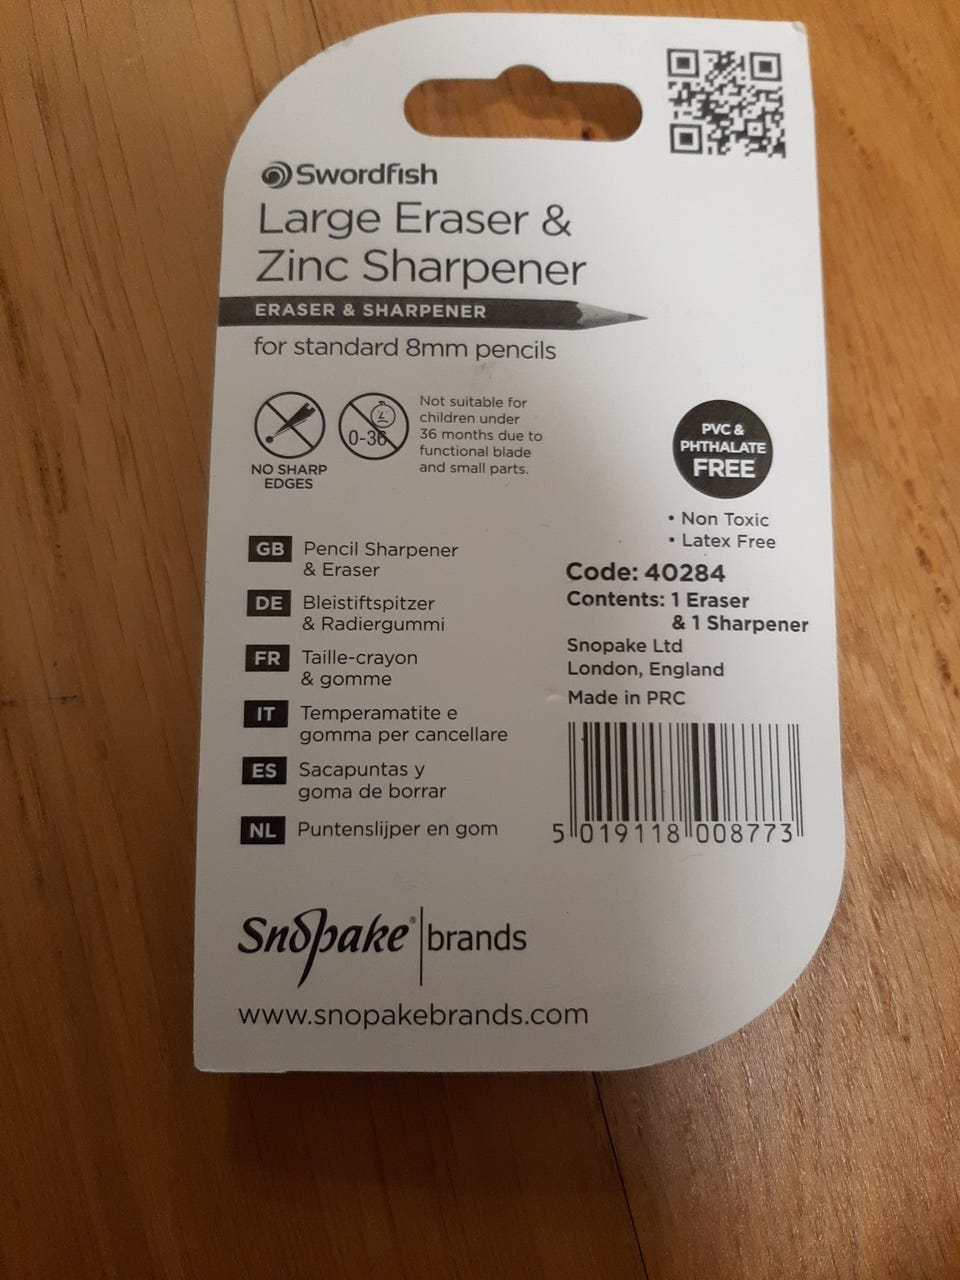 Swordfish
Large Eraser &
Zinc Sharpener
ERASER & SHARPENER
for standard 8mm pencils
0-36
NO SHARP
EDGES
Not suitable for
children under
36 months due to
functional blade
and small parts.
PVC &
PHTHALATE
FREE
• Non Toxic
• Latex Free
GB Pencil Sharpener
& Eraser
DE Bleistiftspitzer
& Radiergummi
FR Taille-crayon
& gomme
IT Temperamatite e
gomma per cancellare
ES Sacapuntas y
goma de borrar
NL Puntenslijper en gom
Code: 40284
Contents: 1 Eraser
& 1 Sharpener
Snopake Ltd
London, England
Made in PRC
5 019118 008773
Snopake® brands
www.snopakebrands.com